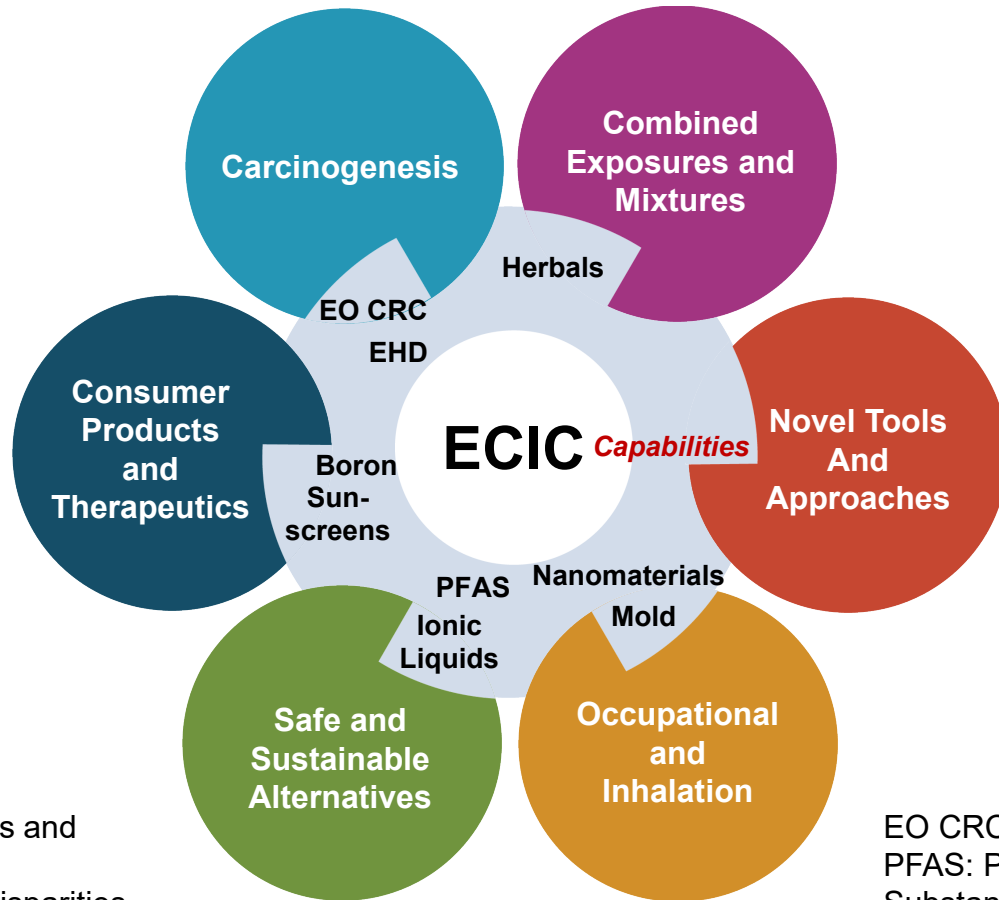 Carcinogenesis
Combined
Exposures and
Mixtures
Herbals
EO CRC
EHD
Consumer
Products
and
Therapeutics
ECIC
Capabilities
Novel Tools
And
Approaches
Boron
Sun-
screens
PFAS
Ionic
Liquids
Nanomaterials
Mold
Safe and
Sustainable
Alternatives
Occupational
and
Inhalation
s and
EO CRC
PFAS: P